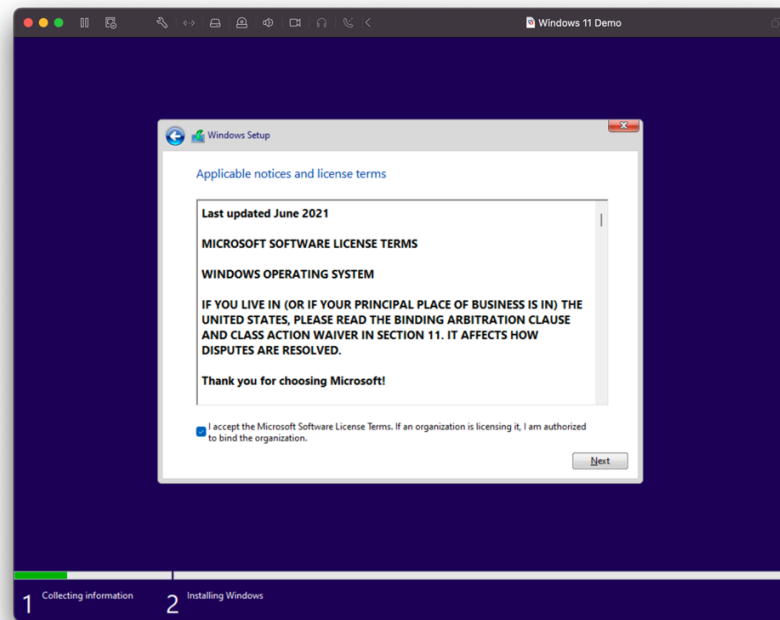 Windows 11 Demo
Windows Setup
Applicable notices and license terms
Last updated June 2021
MICROSOFT SOFTWARE LICENSE TERMS
WINDOWS OPERATING SYSTEM
IF YOU LIVE IN (OR IF YOUR PRINCIPAL PLACE OF BUSINESS IS IN) THE
UNITED STATES, PLEASE READ THE BINDING ARBITRATION CLAUSE
AND CLASS ACTION WAIVER IN SECTION 11. IT AFFECTS HOW
DISPUTES ARE RESOLVED.
Thank you for choosing Microsoft!
I accept the Microsoft Software License Terms. If an organization is licensing it, I am authorized
to bind the organization.
Next
1 Collecting information
2 Installing Windows